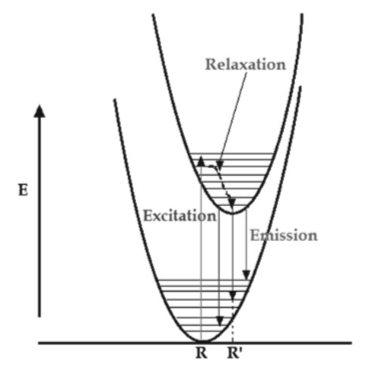 Relaxation
E
Excitation
Emission
R R'